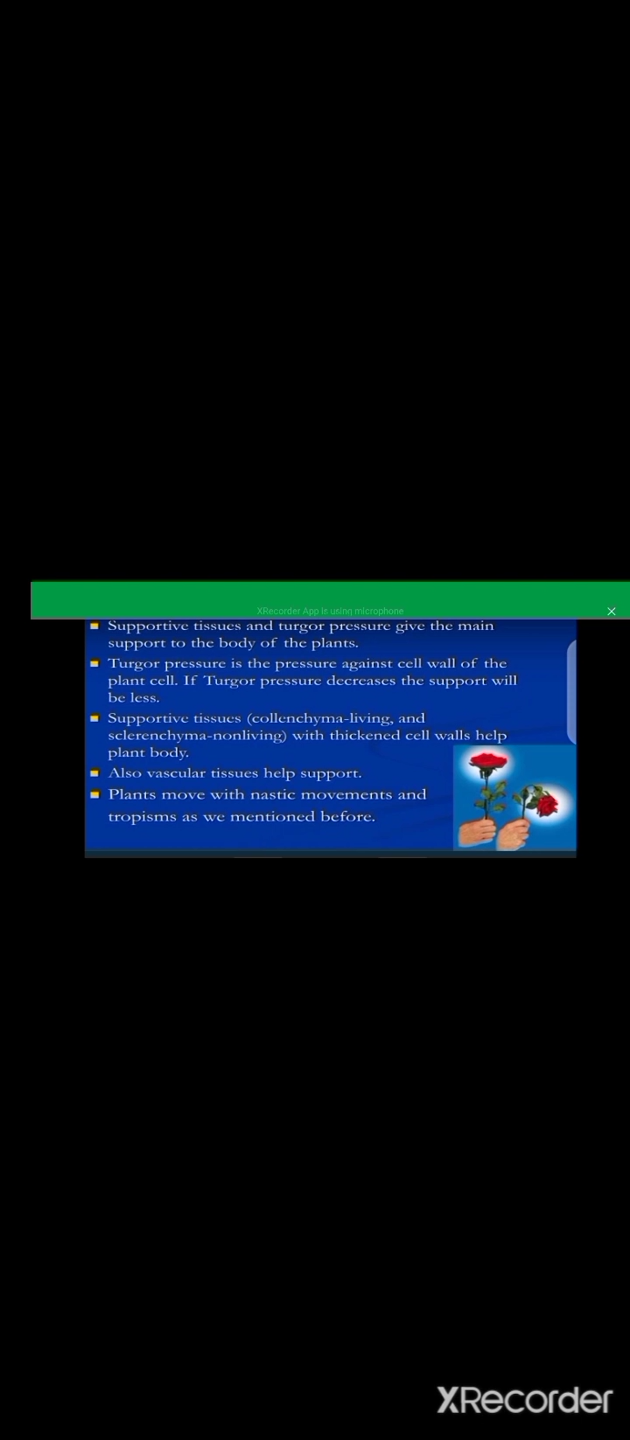 XRecorder App is using microphone
Supportive tissues and turgor pressure give the main
support to the body of the plants.
Turgor pressure is the pressure against cell wall of the
plant cell. If Turgor pressure decreases the support will
be less.
Supportive tissues (collenchyma-living, and
sclerenchyma-nonliving) with thickened cell walls help
plant body.
Also vascular tissues help support.
Plants move with nastic movements and
tropisms as we mentioned before.
XRecorder